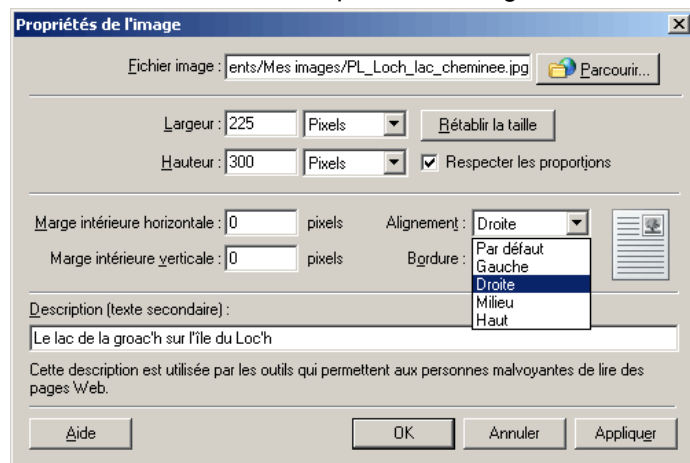 Propriétés de l'image
Fichier image : ents/Mes images/PL_Loch_lac_cheminee.jpg Parcourir...
Largeur : 225 Pixels Rétablir la taille
Hauteur : 300 Pixels Respecter les proportions
Marge intérieure horizontale : 0 pixels Alignement : Droite
Marge intérieure verticale : 0 pixels Bordure :
Par défaut
Gauche
Droite
Milieu
Haut
Description (texte secondaire) :
Le lac de la groac'h sur l'île du Loc'h
Cette description est utilisée par les outils qui permettent aux personnes malvoyantes de lire des
pages Web.
Aide OK Annuler Appliquer